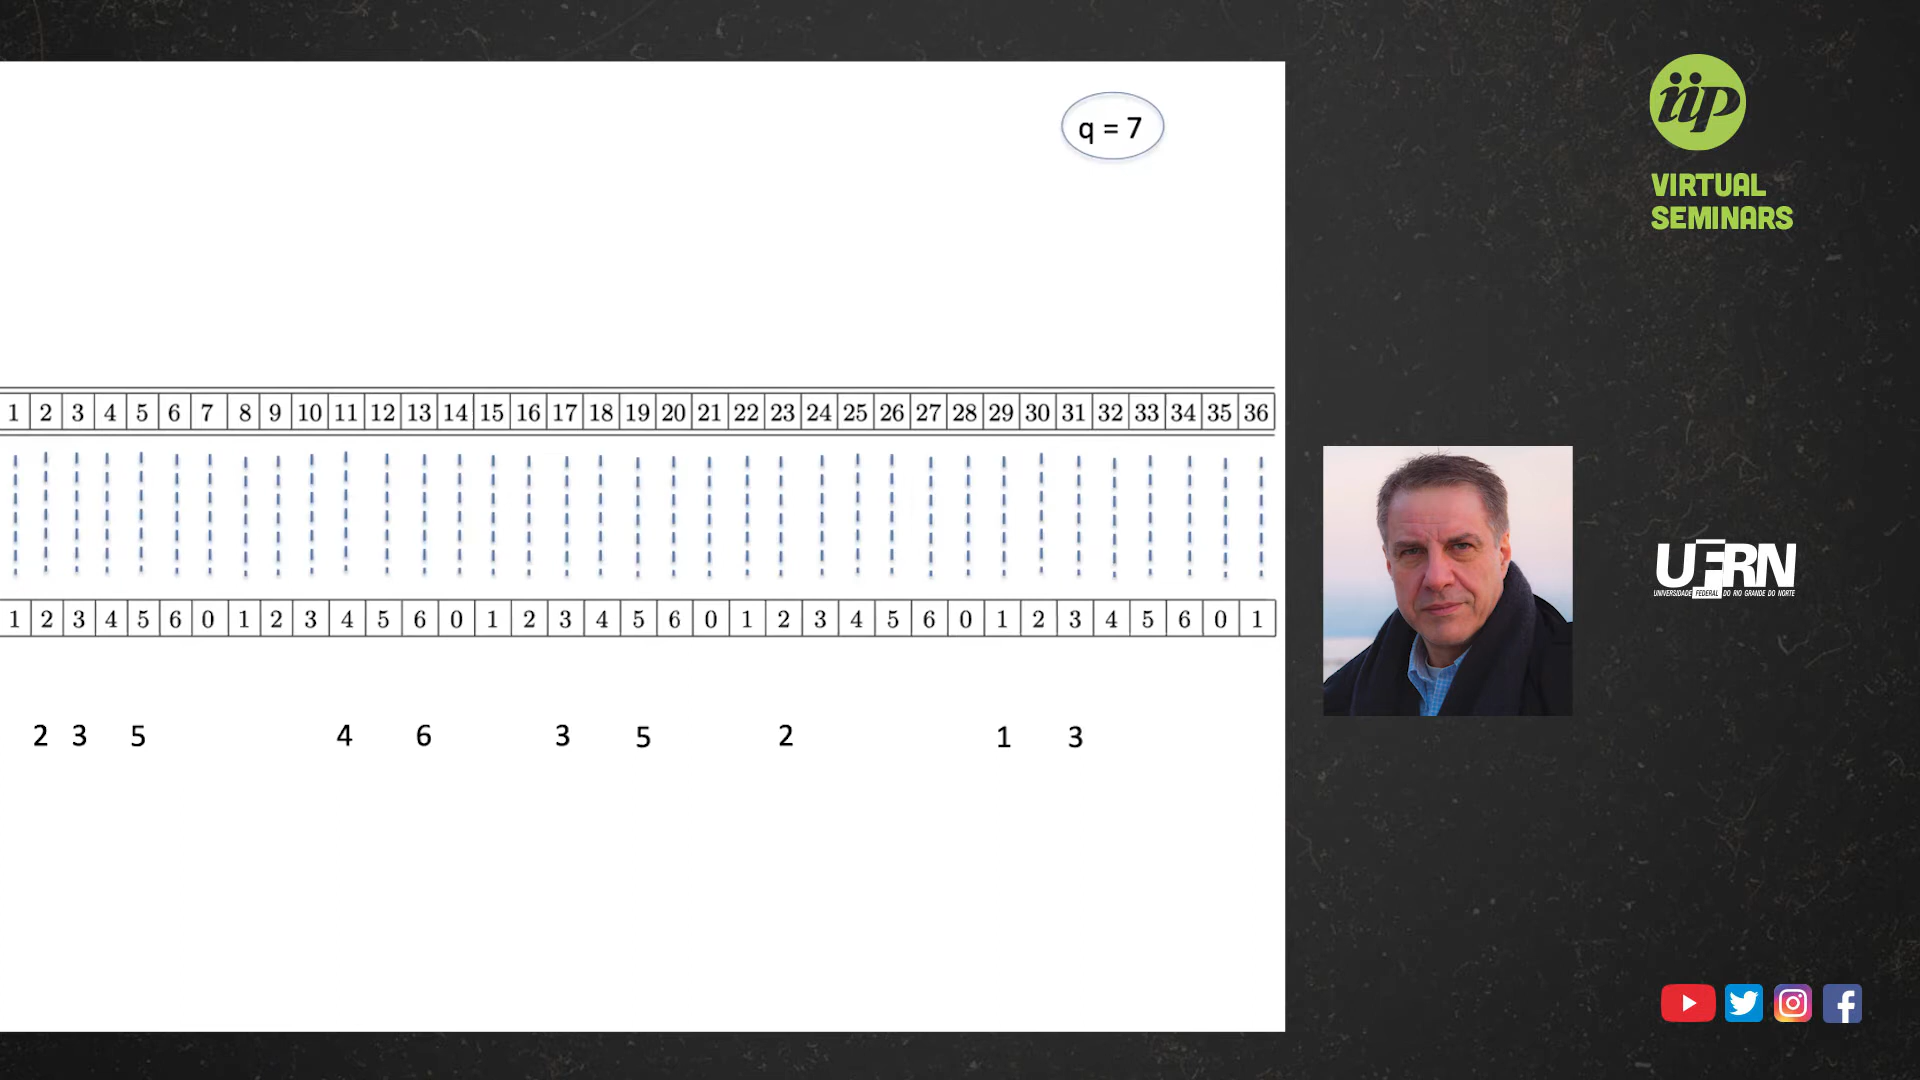 q = 7
iip
VIRTUAL
SEMINARS
1 2 3 4 5 6 7 8 9 10 11 12 13 14 15 16 17 18 19 20 21 22 23 24 25 26 27 28 29 30 31 32 33 34 35 36
1 2 3 4 5 6 0 1 2 3 4 5 6 0 1 2 3 4 5 6 0 1 2 3 4 5 6 0 1 2 3 4 5 6 0 1
2 3 5 4 6 3 5 2 1 3
UFRN
UNIVERSIDADE FEDERAL DO RIO GRANDE DO NORTE